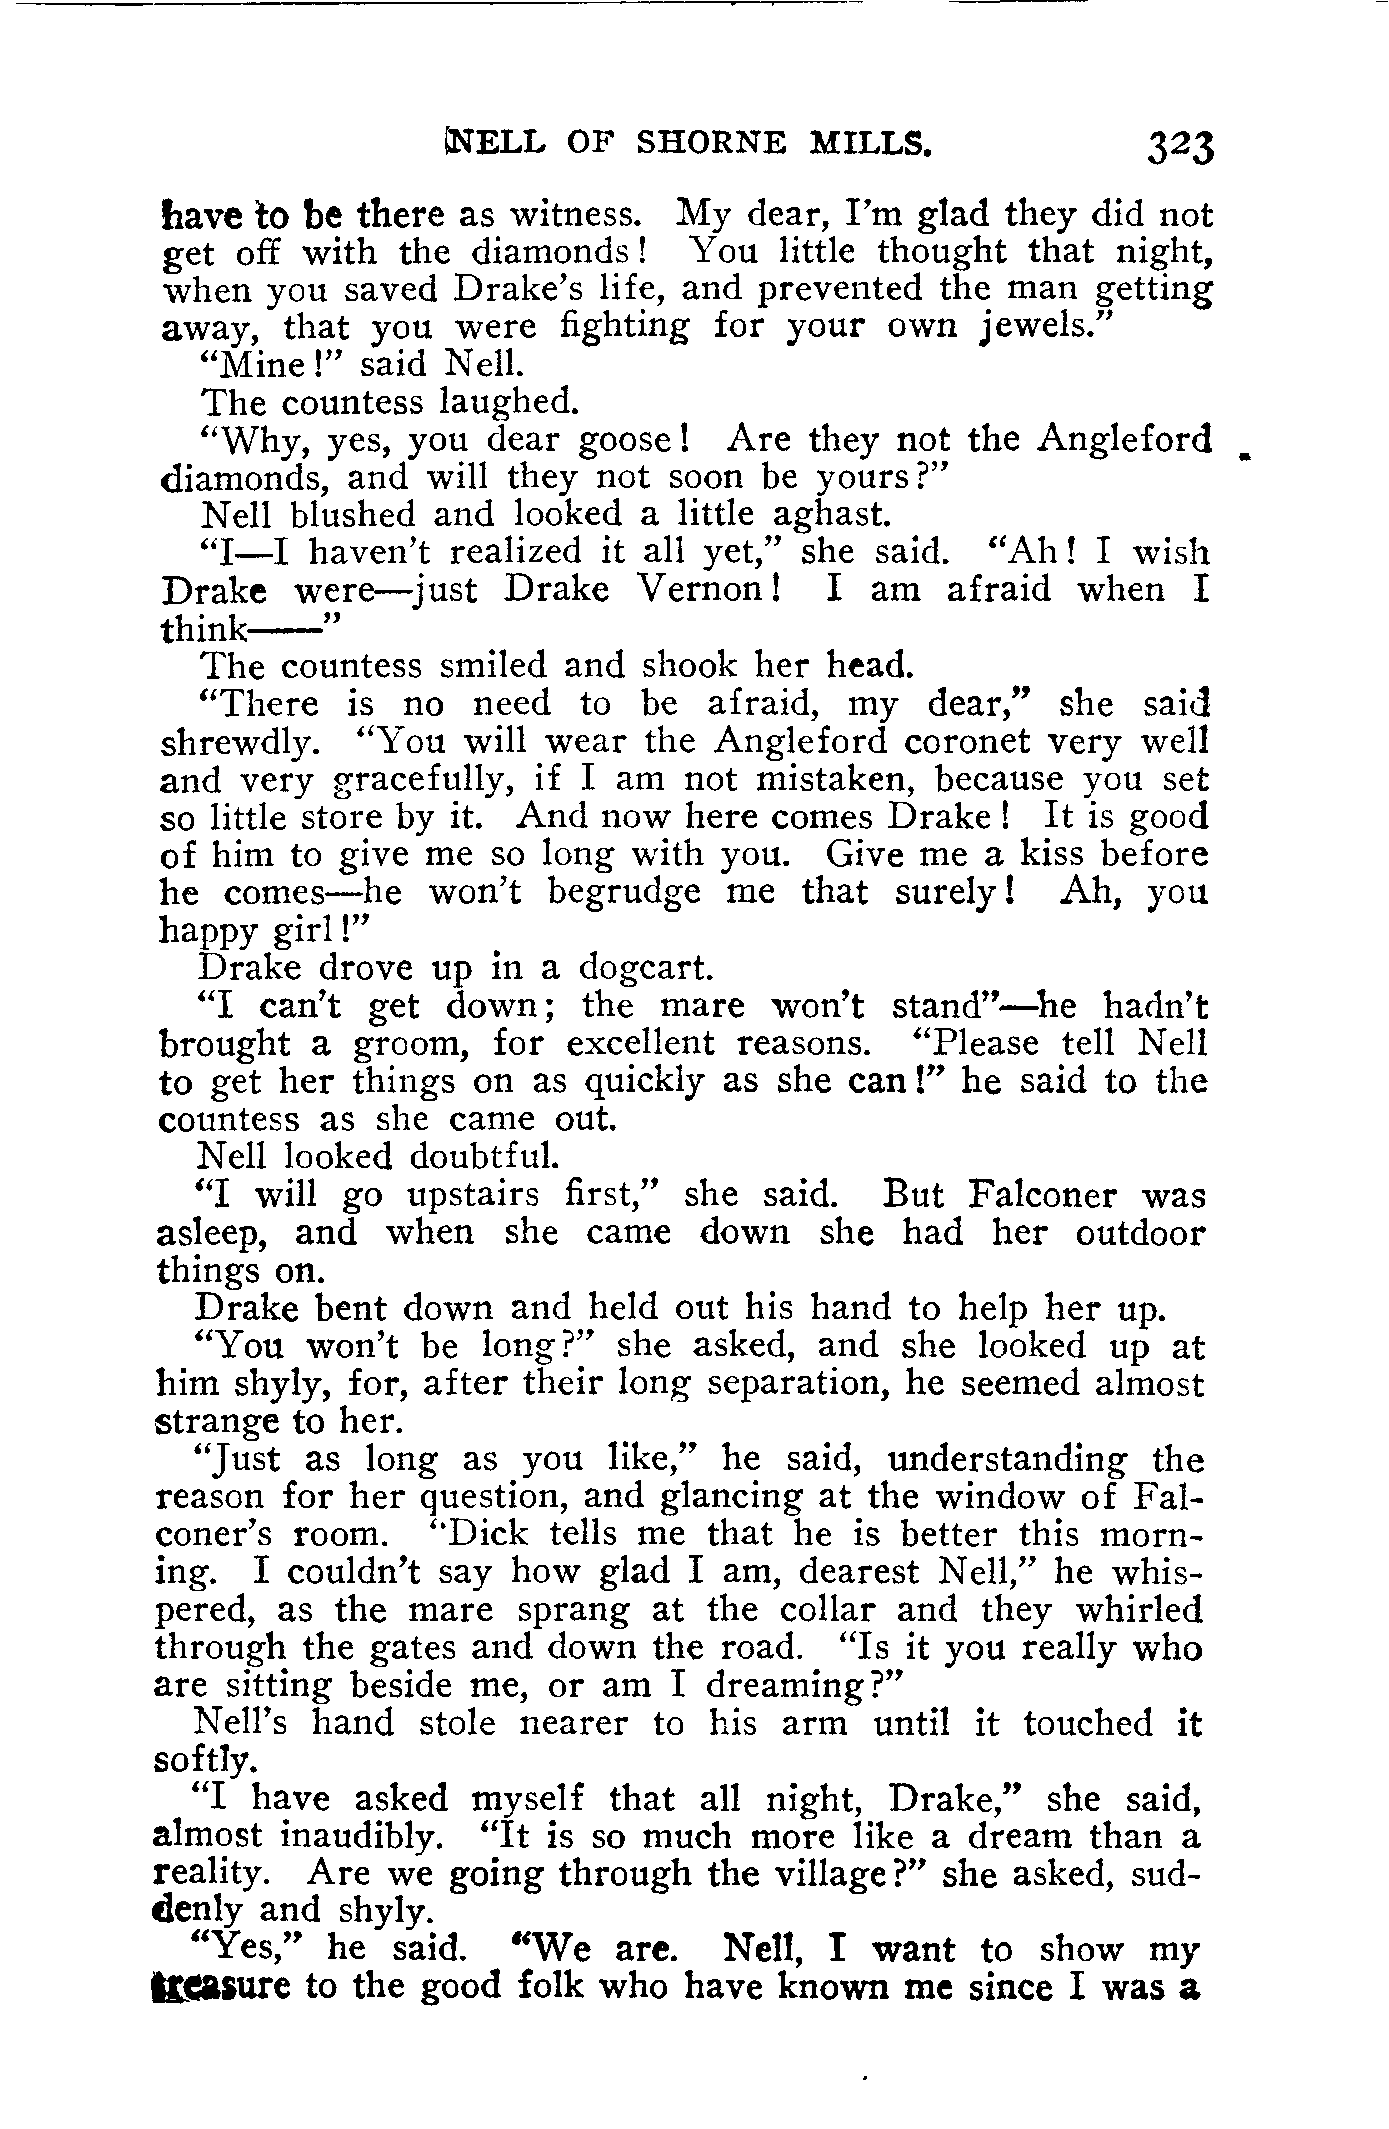 NELL OF SHORNE MILLS. 323
have to be there as witness. My dear, I'm glad they did not
get off with the diamonds! You little thought that night,
when you saved Drake's life, and prevented the man getting
away, that you were fighting for your own jewels."
"Mine!" said Nell.
The countess laughed.
"Why, yes, you dear goose! Are they not the Angleford
diamonds, and will they not soon be yours?"
Nell blushed and looked a little aghast.
"I—I haven't realized it all yet," she said. "Ah! I wish
Drake were—just Drake Vernon! I am afraid when I
think——"
The countess smiled and shook her head.
"There is no need to be afraid, my dear," she said
shrewdly. "You will wear the Angleford coronet very well
and very gracefully, if I am not mistaken, because you set
so little store by it. And now here comes Drake! It is good
of him to give me so long with you. Give me a kiss before
he comes—he won't begrudge me that surely! Ah, you
happy girl!"
Drake drove up in a dogcart.
"I can't get down; the mare won't stand"—he hadn't
brought a groom, for excellent reasons. "Please tell Nell
to get her things on as quickly as she can!" he said to the
countess as she came out.
Nell looked doubtful.
"I will go upstairs first," she said. But Falconer was
asleep, and when she came down she had her outdoor
things on.
Drake bent down and held out his hand to help her up.
"You won't be long?" she asked, and she looked up at
him shyly, for, after their long separation, he seemed almost
strange to her.
"Just as long as you like," he said, understanding the
reason for her question, and glancing at the window of Fal-
coner's room. "Dick tells me that he is better this morn-
ing. I couldn't say how glad I am, dearest Nell," he whis-
pered, as the mare sprang at the collar and they whirled
through the gates and down the road. "Is it you really who
are sitting beside me, or am I dreaming?"
Nell's hand stole nearer to his arm until it touched it
softly.
"I have asked myself that all night, Drake," she said,
almost inaudibly. "It is so much more like a dream than a
reality. Are we going through the village?" she asked, sud-
denly and shyly.
"Yes," he said. "We are. Nell, I want to show my
treasure to the good folk who have known me since I was a